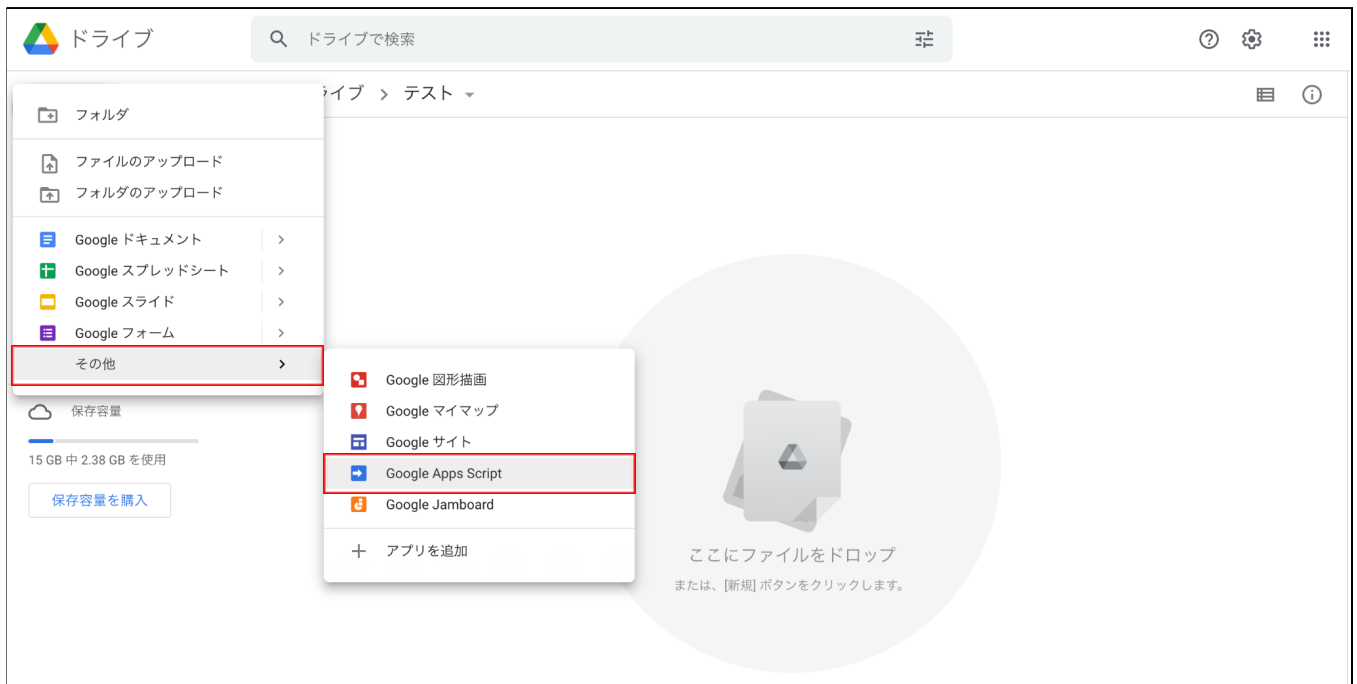 ドライブ
ドライブで検索
ライブ > テスト
フォルダ
ファイルのアップロード
フォルダのアップロード
Google ドキュメント
Google スプレッドシート
Google スライド
Google フォーム
その他
Google 図形描画
Google マイマップ
Google サイト
Google Apps Script
Google Jamboard
アプリを追加
保存容量
15 GB 中 2.38 GB を使用
保存容量を購入
ここにファイルをドロップ
または、[新規] ボタンをクリックします。